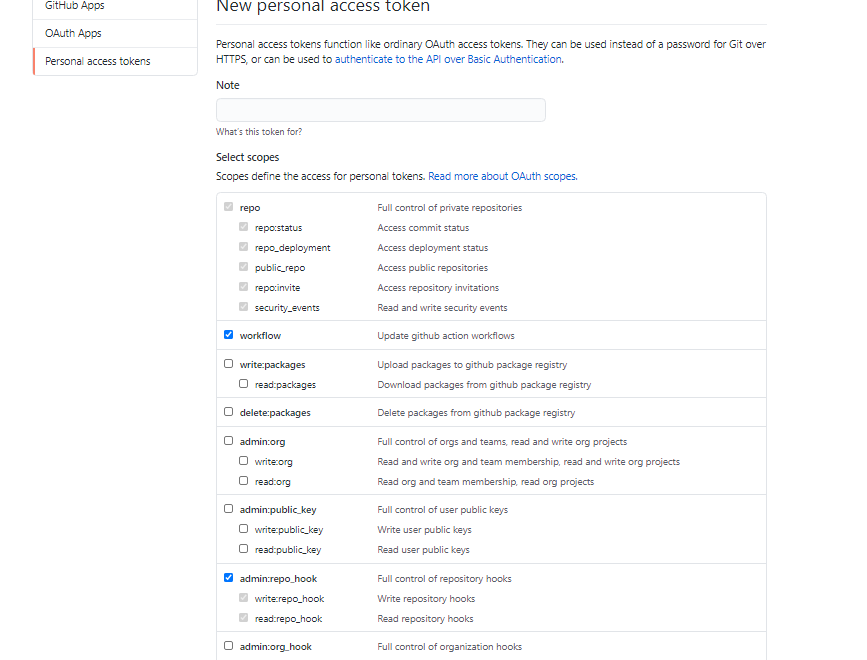 GitHub Apps
OAuth Apps
Personal access tokens
New personal access token
Personal access tokens function like ordinary OAuth access tokens. They can be used instead of a password for Git over
HTTPS, or can be used to authenticate to the API over Basic Authentication.
Note
What's this token for?
Select scopes
Scopes define the access for personal tokens. Read more about OAuth scopes.
repo Full control of private repositories
repo:status Access commit status
repo_deployment Access deployment status
public_repo Access public repositories
repo:invite Access repository invitations
security_events Read and write security events
workflow Update github action workflows
write:packages Upload packages to github package registry
read:packages Download packages from github package registry
delete:packages Delete packages from github package registry
admin:org Full control of orgs and teams, read and write org projects
write:org Read and write org and team membership, read and write org projects
read:org Read org and team membership, read org projects
admin:public_key Full control of user public keys
write:public_key Write user public keys
read:public_key Read user public keys
admin:repo_hook Full control of repository hooks
write:repo_hook Write repository hooks
read:repo_hook Read repository hooks
admin:org_hook Full control of organization hooks